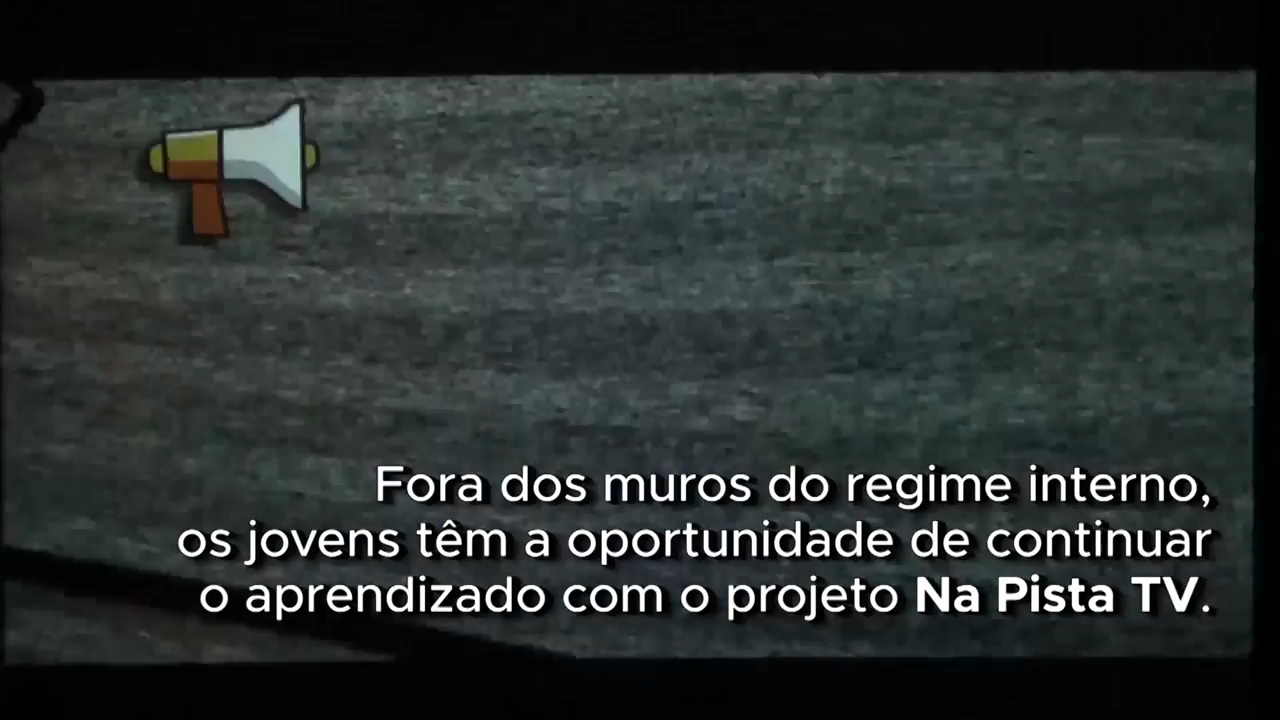 Fora dos muros do regime interno,
os jovens têm a oportunidade de continuar
o aprendizado com o projeto Na Pista TV.